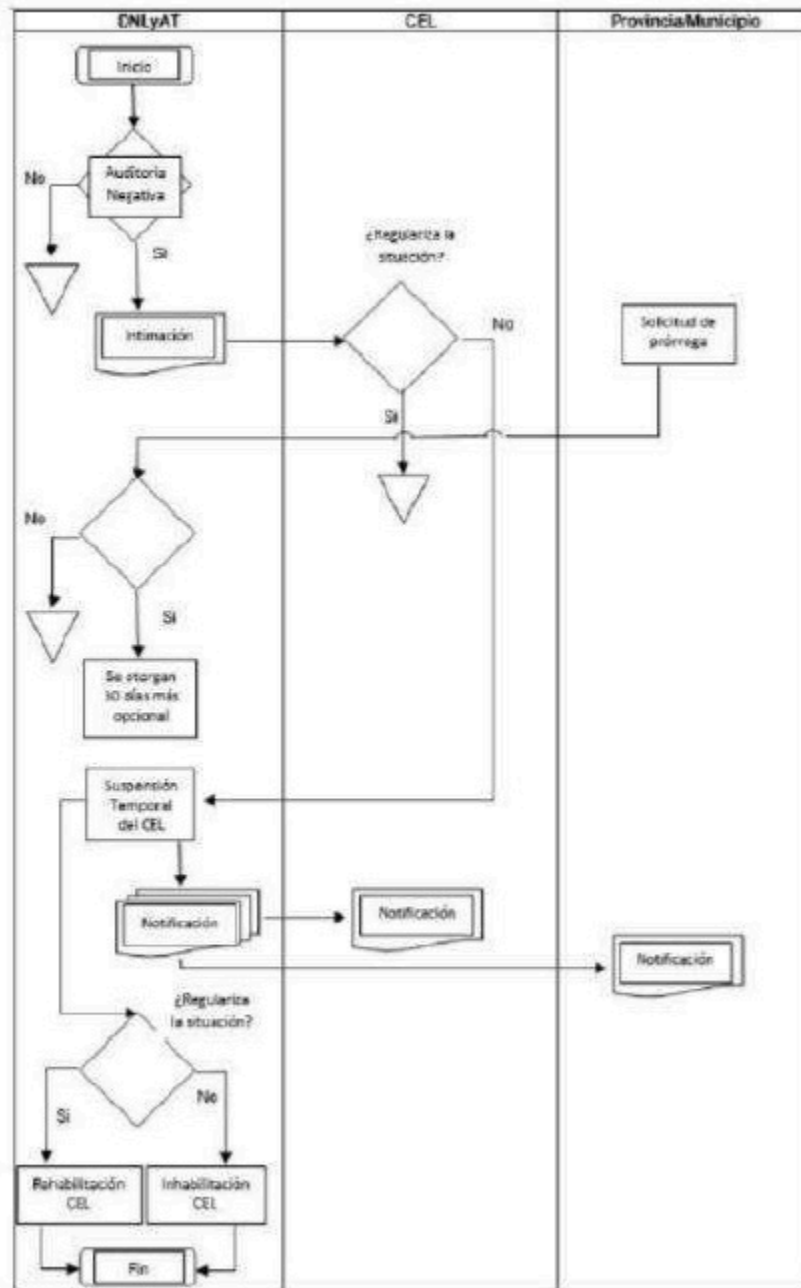 DNLyAT
CEL
Provincia/Municipio
Inicio
Auditoria
Negativa
No
Si
¿Regulariza la
situación?
Intimación
No
Si
Solicitud de
prórroga
No
Si
Se otorgan
30 días más
opcional
Suspensión
Temporal
del CEL
Notificación
Notificación
Notificación
¿Regulariza
la situación?
Si
No
Rehabilitación
CEL
Inhabilitación
CEL
Fin